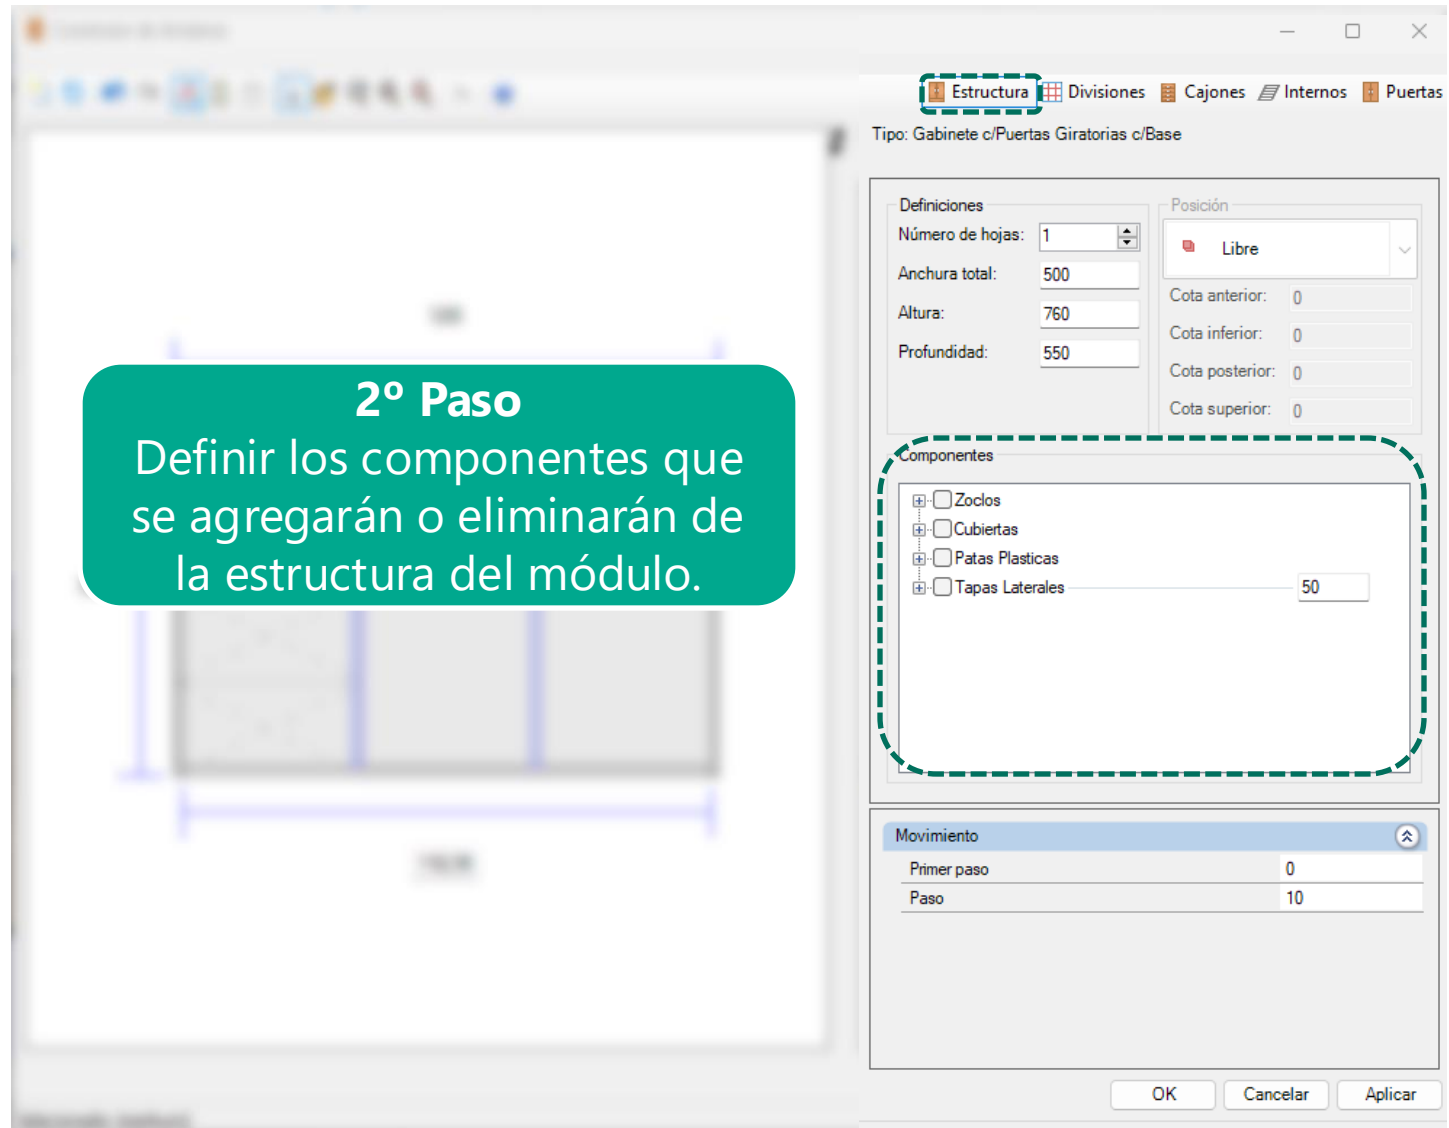 Estructura Divisiones Cajones Internos Puertas
Tipo: Gabinete c/Puertas Giratorias c/Base
Definiciones
Número de hojas: 1
Anchura total: 500
Altura: 760
Profundidad: 550
Posición
Libre
Cota anterior: 0
Cota inferior: 0
Cota posterior: 0
Cota superior: 0
2º Paso
Definir los componentes que
se agregarán o eliminarán de
la estructura del módulo.
Componentes
Zoclos
Cubiertas
Patas Plasticas
Tapas Laterales 50
Movimiento
Primer paso 0
Paso 10
OK Cancelar Aplicar